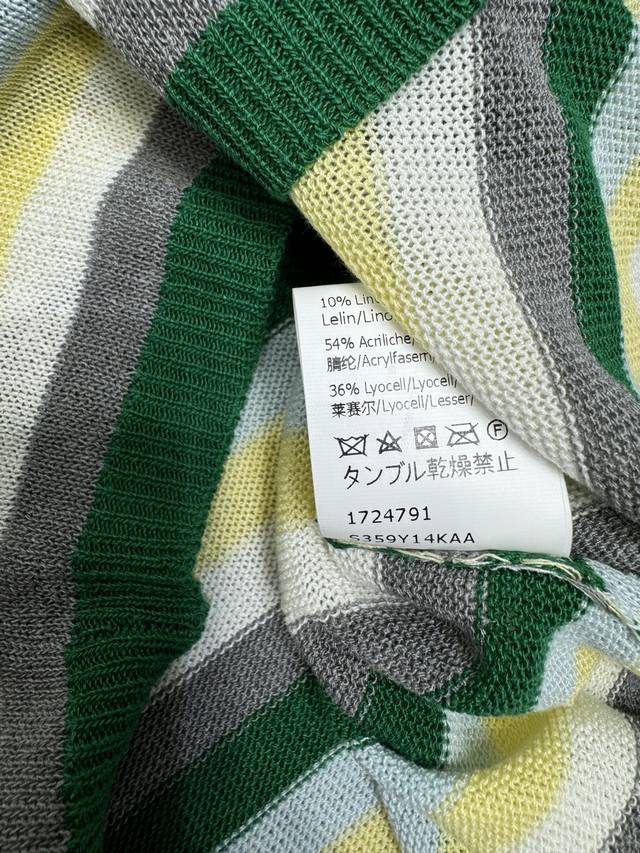 10%
Lelin/Lino
54% Acriliche/
腈纶/Acrylfasern/
36% Lyocell/Lyocell/
莱赛尔/Lyocell/Lesser/
F
タンブル乾燥禁止
1724791
S359Y14KAA